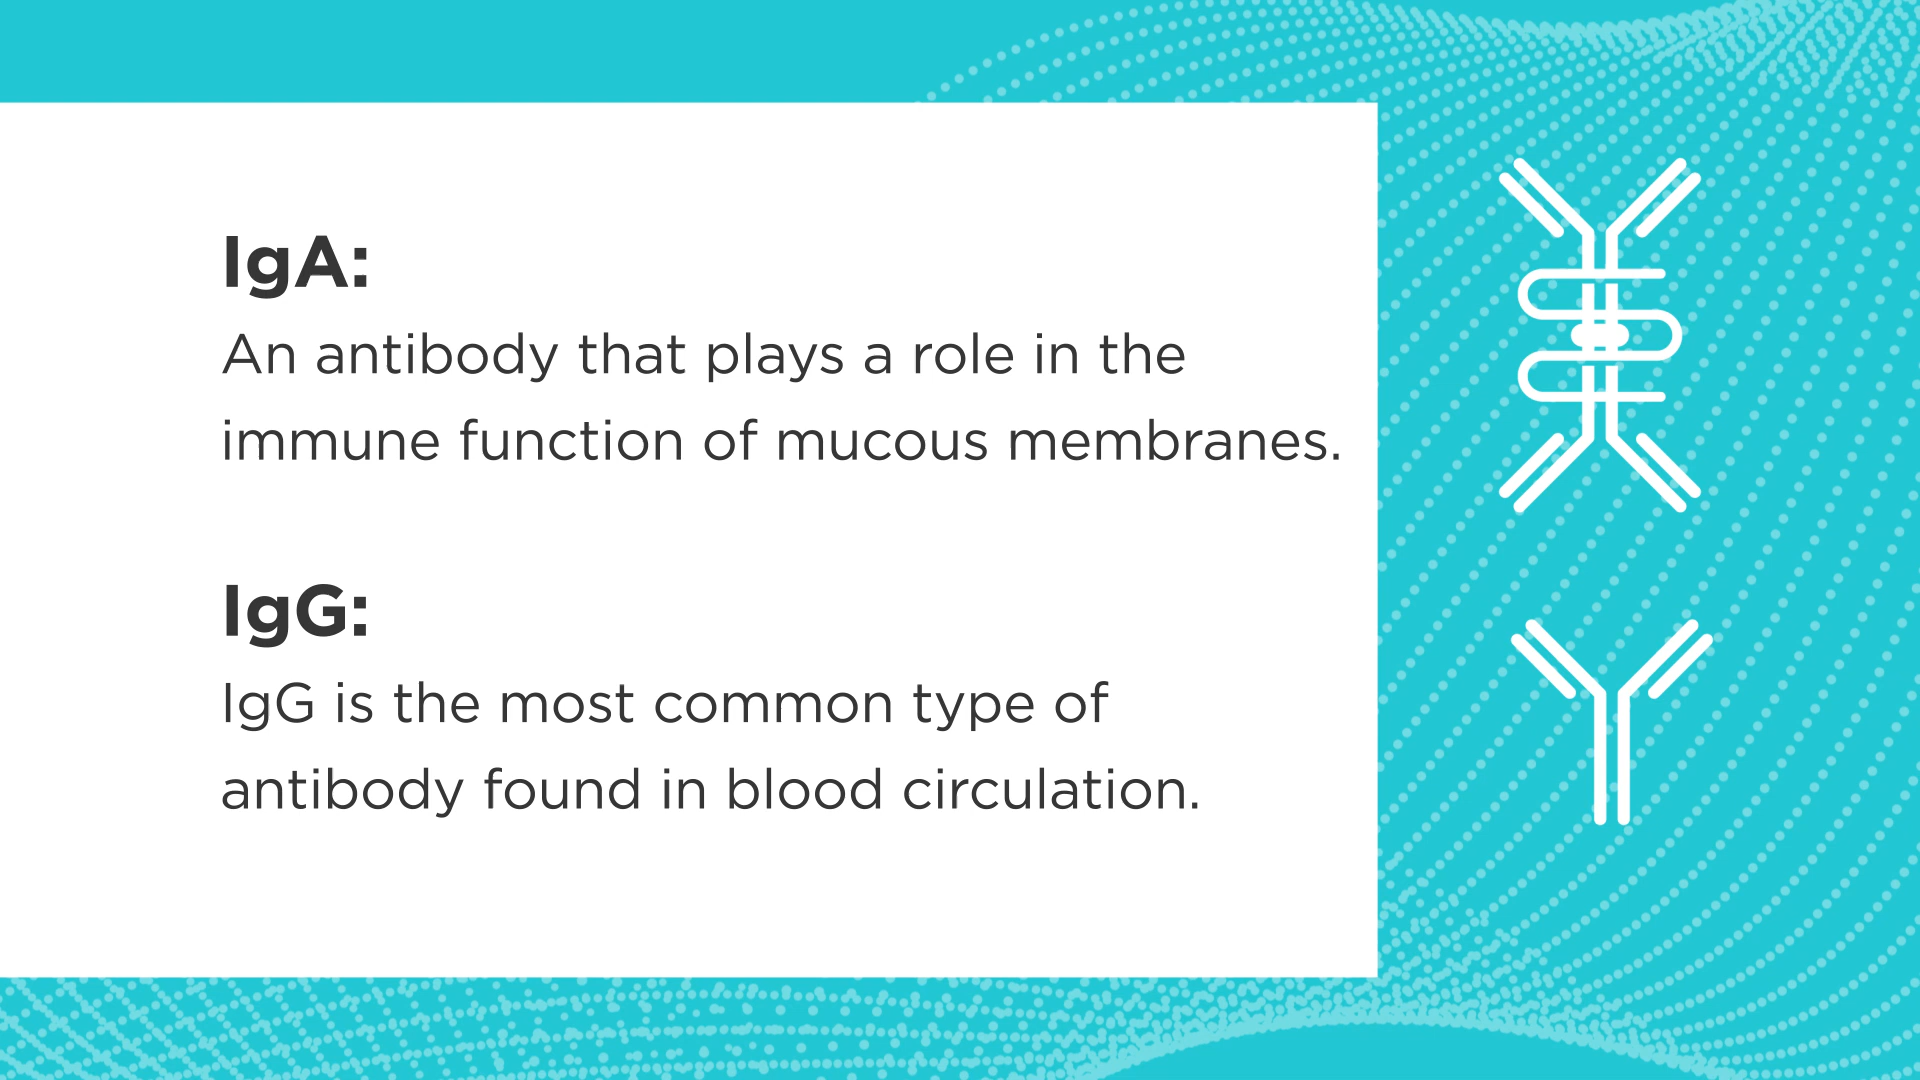 IgA:
An antibody that plays a role in the
immune function of mucous membranes.
IgG:
IgG is the most common type of
antibody found in blood circulation.